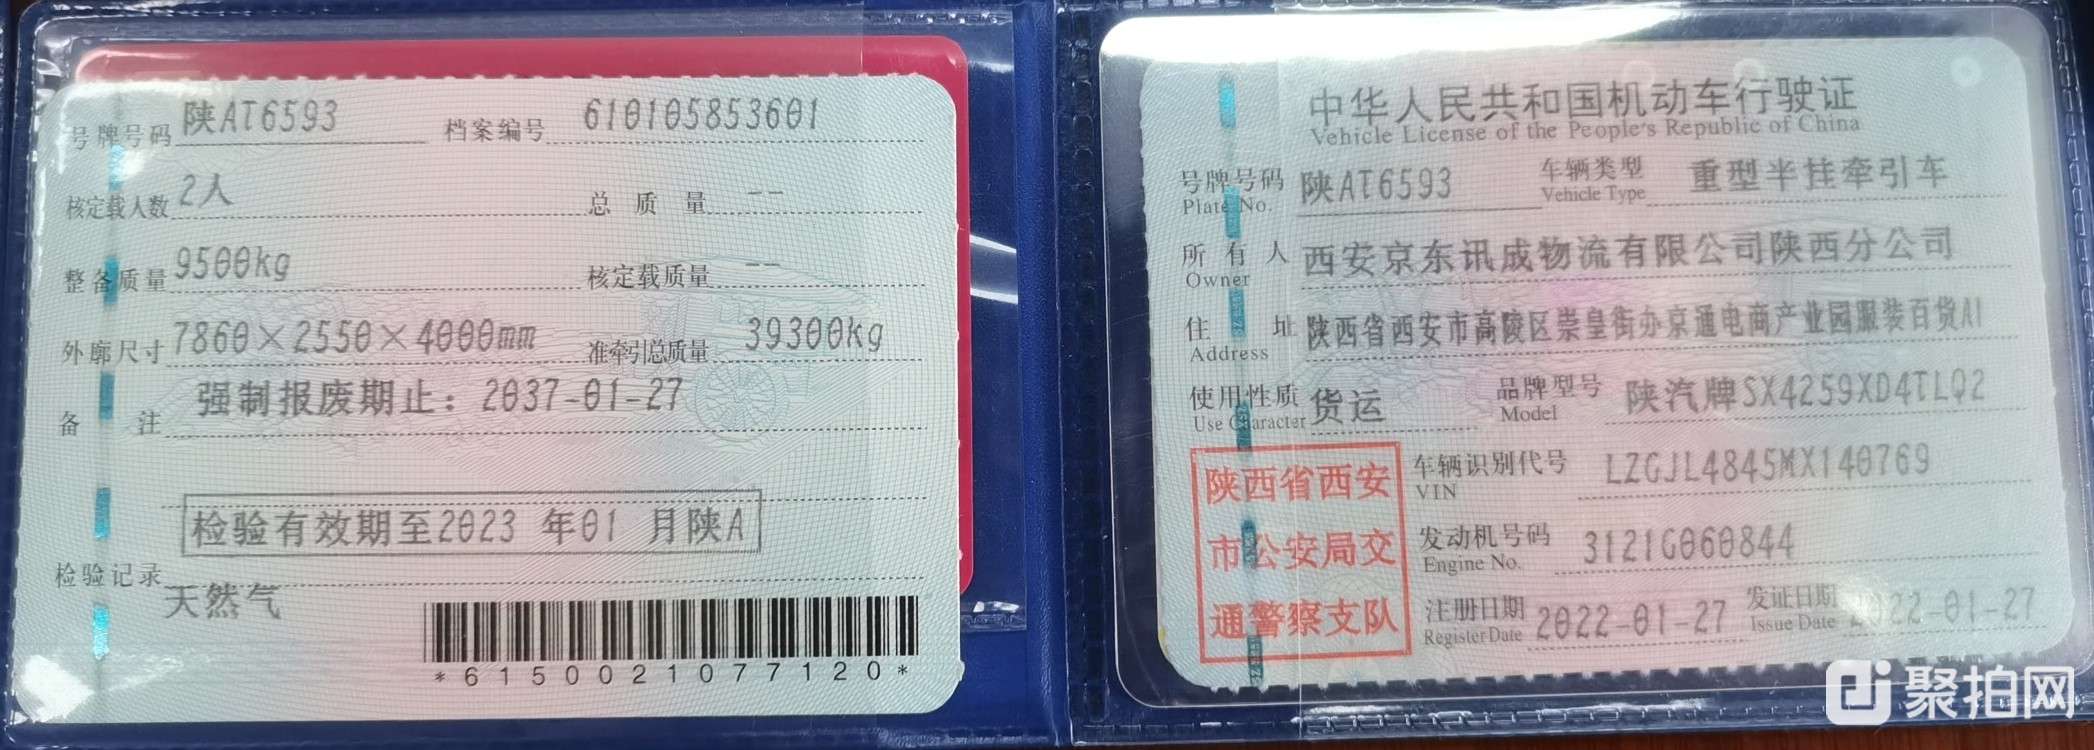 号牌号码 陕AT6593 档案编号 610105853601
核定载人数 2人 总质量 --
整备质量 9500kg 核定载质量 --
外廓尺寸 7860×2550×4000mm 准牵引总质量 39300kg
备注 强制报废期止：2037-01-27
检验有效期至2023 年01 月陕A
检验记录
天然气
*6150021077120*
中华人民共和国机动车行驶证
Vehicle License of the People's Republic of China
号牌号码 陕AT6593 车辆类型 重型半挂牵引车
Plate No. Vehicle Type
所有人 西安京东讯成物流有限公司陕西分公司
Owner
住址 陕西省西安市高陵区崇皇街办京通电商产业园服装百货A1
Address
使用性质 货运 品牌型号 陕汽牌SX4259XD4TLQ2
Use Character Model
陕西省西安
市公安局交
通警察支队
车辆识别代号 LZGJL4845MX140769
VIN
发动机号码 3121G060844
Engine No.
注册日期 2022-01-27 发证日期 2022-01-27
Register Date Issue Date
聚拍网